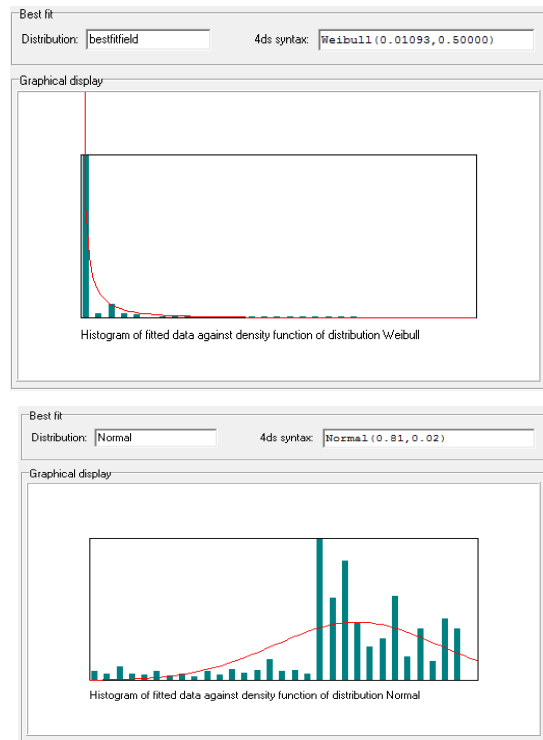 Best fit
Distribution: bestfitfield 4ds syntax: Weibull(0.01093,0.50000)
Graphical display
Histogram of fitted data against density function of distribution Weibull
Best fit
Distribution: Normal 4ds syntax: Normal(0.81,0.02)
Graphical display
Histogram of fitted data against density function of distribution Normal